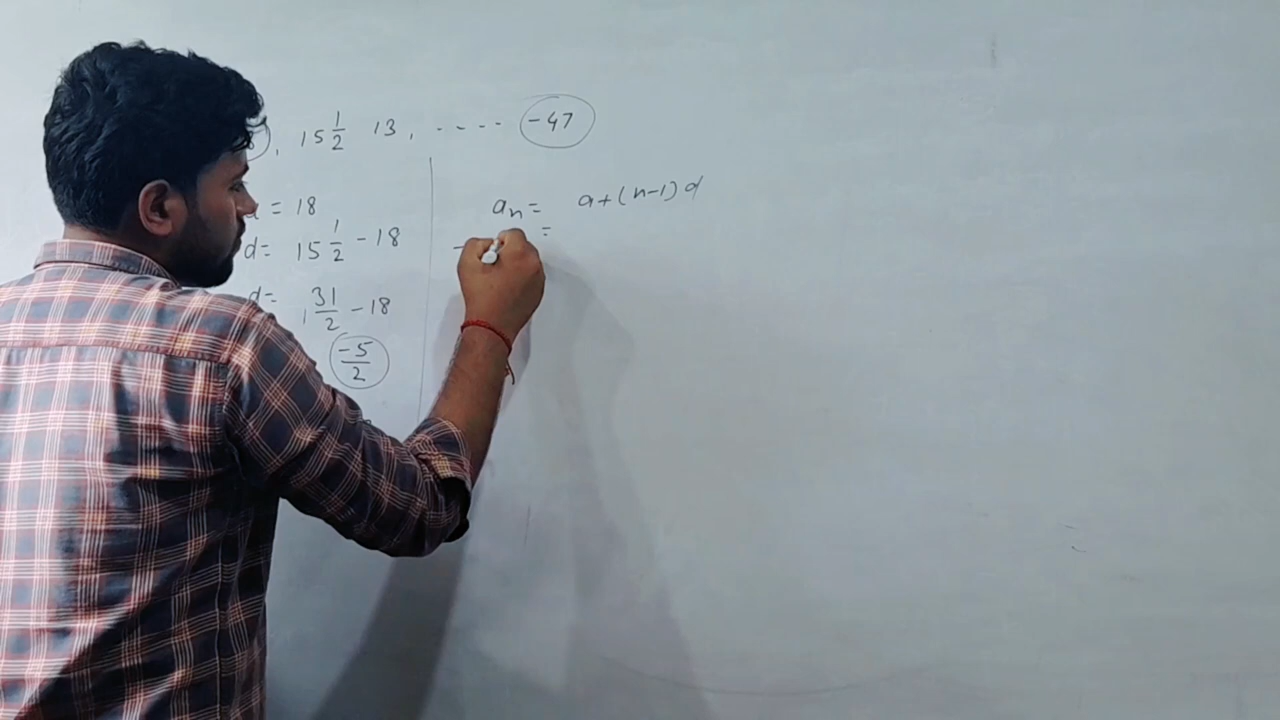 , 15 1/2 13, ---- -47
a = 18
d = 15 1/2 - 18
d = 31/2 - 18
-5/2
an = a+(n-1)d
- =